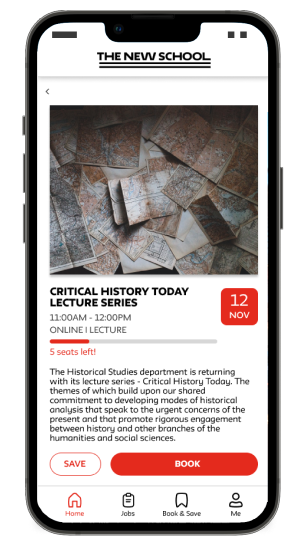 THE NEW SCHOOL
CRITICAL HISTORY TODAY
LECTURE SERIES
12
NOV
11:00AM - 12:00PM
ONLINE | LECTURE
5 seats left!
The Historical Studies department is returning
with its lecture series - Critical History Today. The
themes of which build upon our shared
commitment to developing modes of historical
analysis that speak to the urgent concerns of the
present and that promote rigorous engagement
between history and other branches of the
humanities and social sciences.
SAVE
BOOK
Home
Jobs
Book & Save
Me